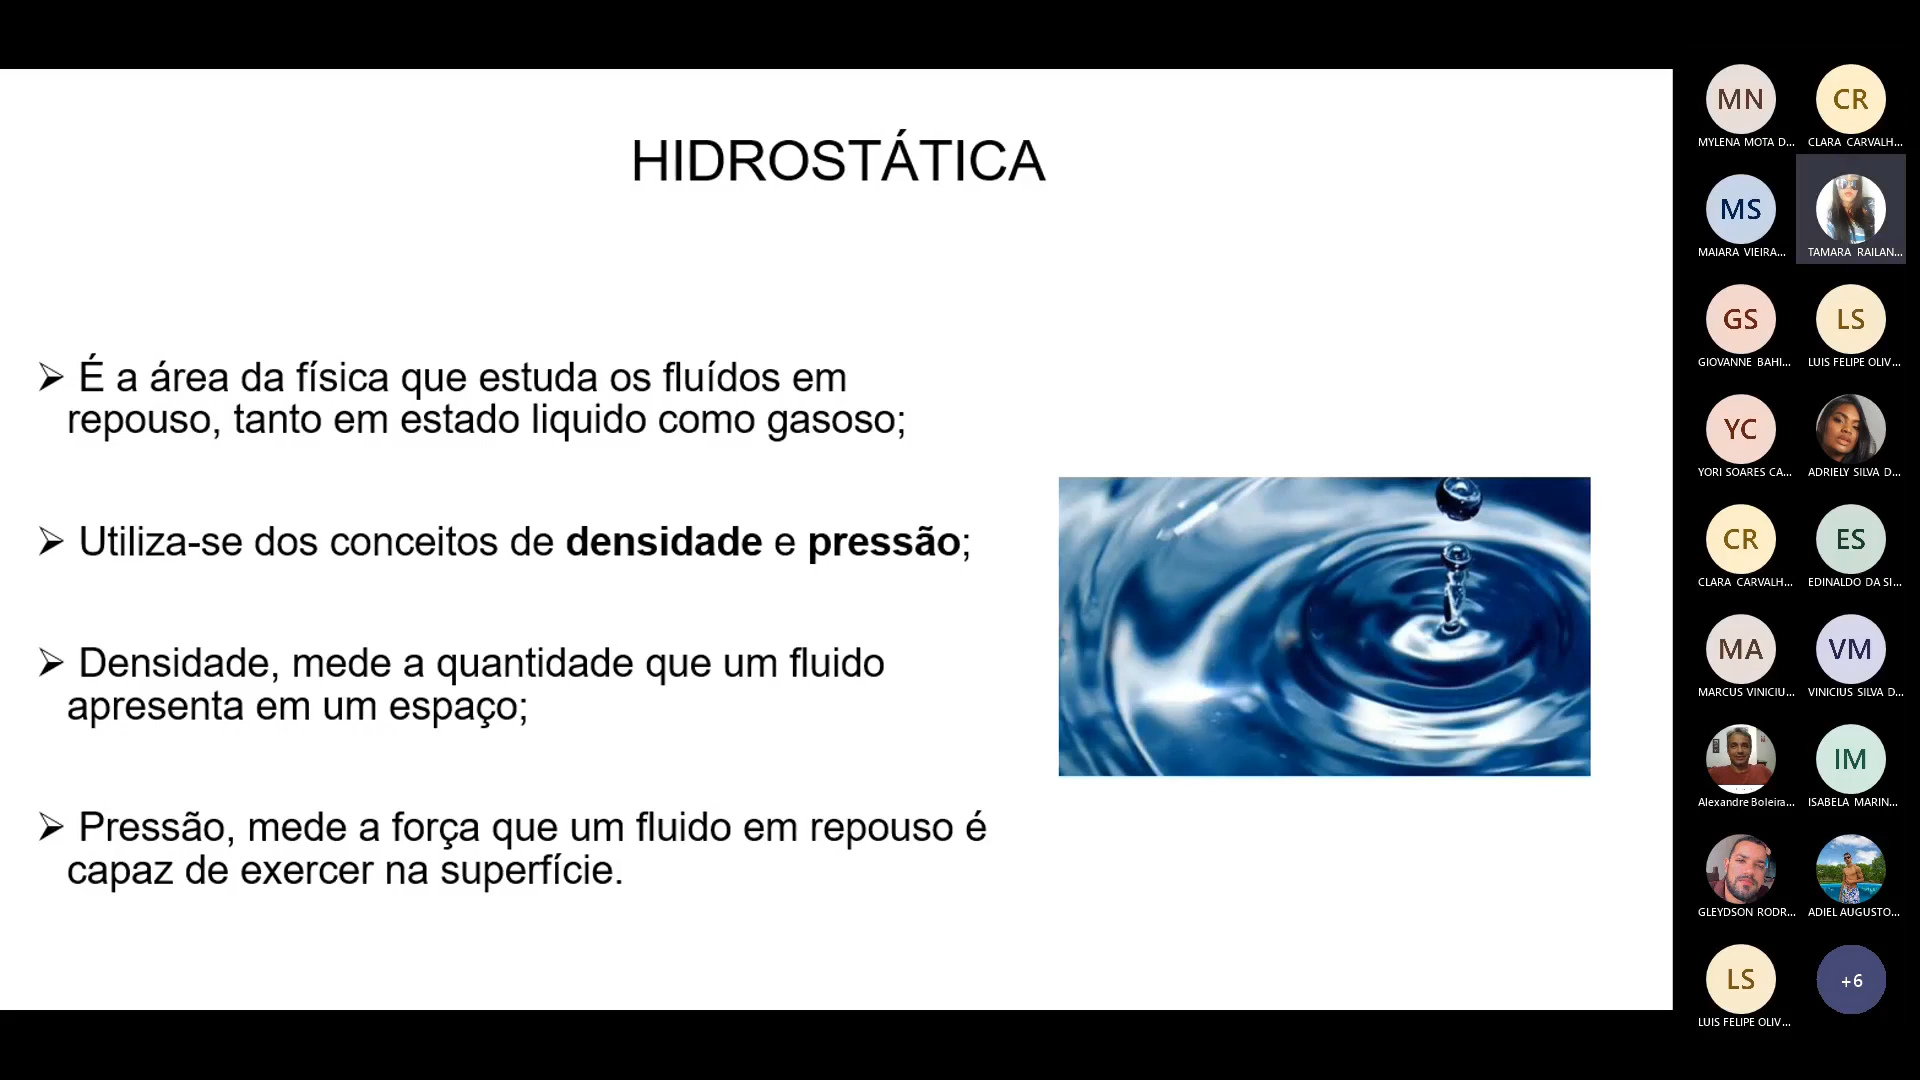 HIDROSTÁTICA
➢ É a área da física que estuda os fluídos em
repouso, tanto em estado liquido como gasoso;
➢ Utiliza-se dos conceitos de densidade e pressão;
➢ Densidade, mede a quantidade que um fluido
apresenta em um espaço;
➢ Pressão, mede a força que um fluido em repouso é
capaz de exercer na superfície.
MN CR
MYLENA MOTA D... CLARA CARVALH...
MS
MAIARA VIEIRA... TAMARA RAILAN...
GS LS
GIOVANNE BAHI... LUIS FELIPE OLIV...
YC
YORI SOARES CA... ADRIELY SILVA D...
CR ES
CLARA CARVALH... EDINALDO DA SI...
MA VM
MARCUS VINICIU... VINICIUS SILVA D...
IM
Alexandre Boleira... ISABELA MARIN...
GLEYDSON RODR... ADIEL AUGUSTO...
LS +6
LUIS FELIPE OLIV...